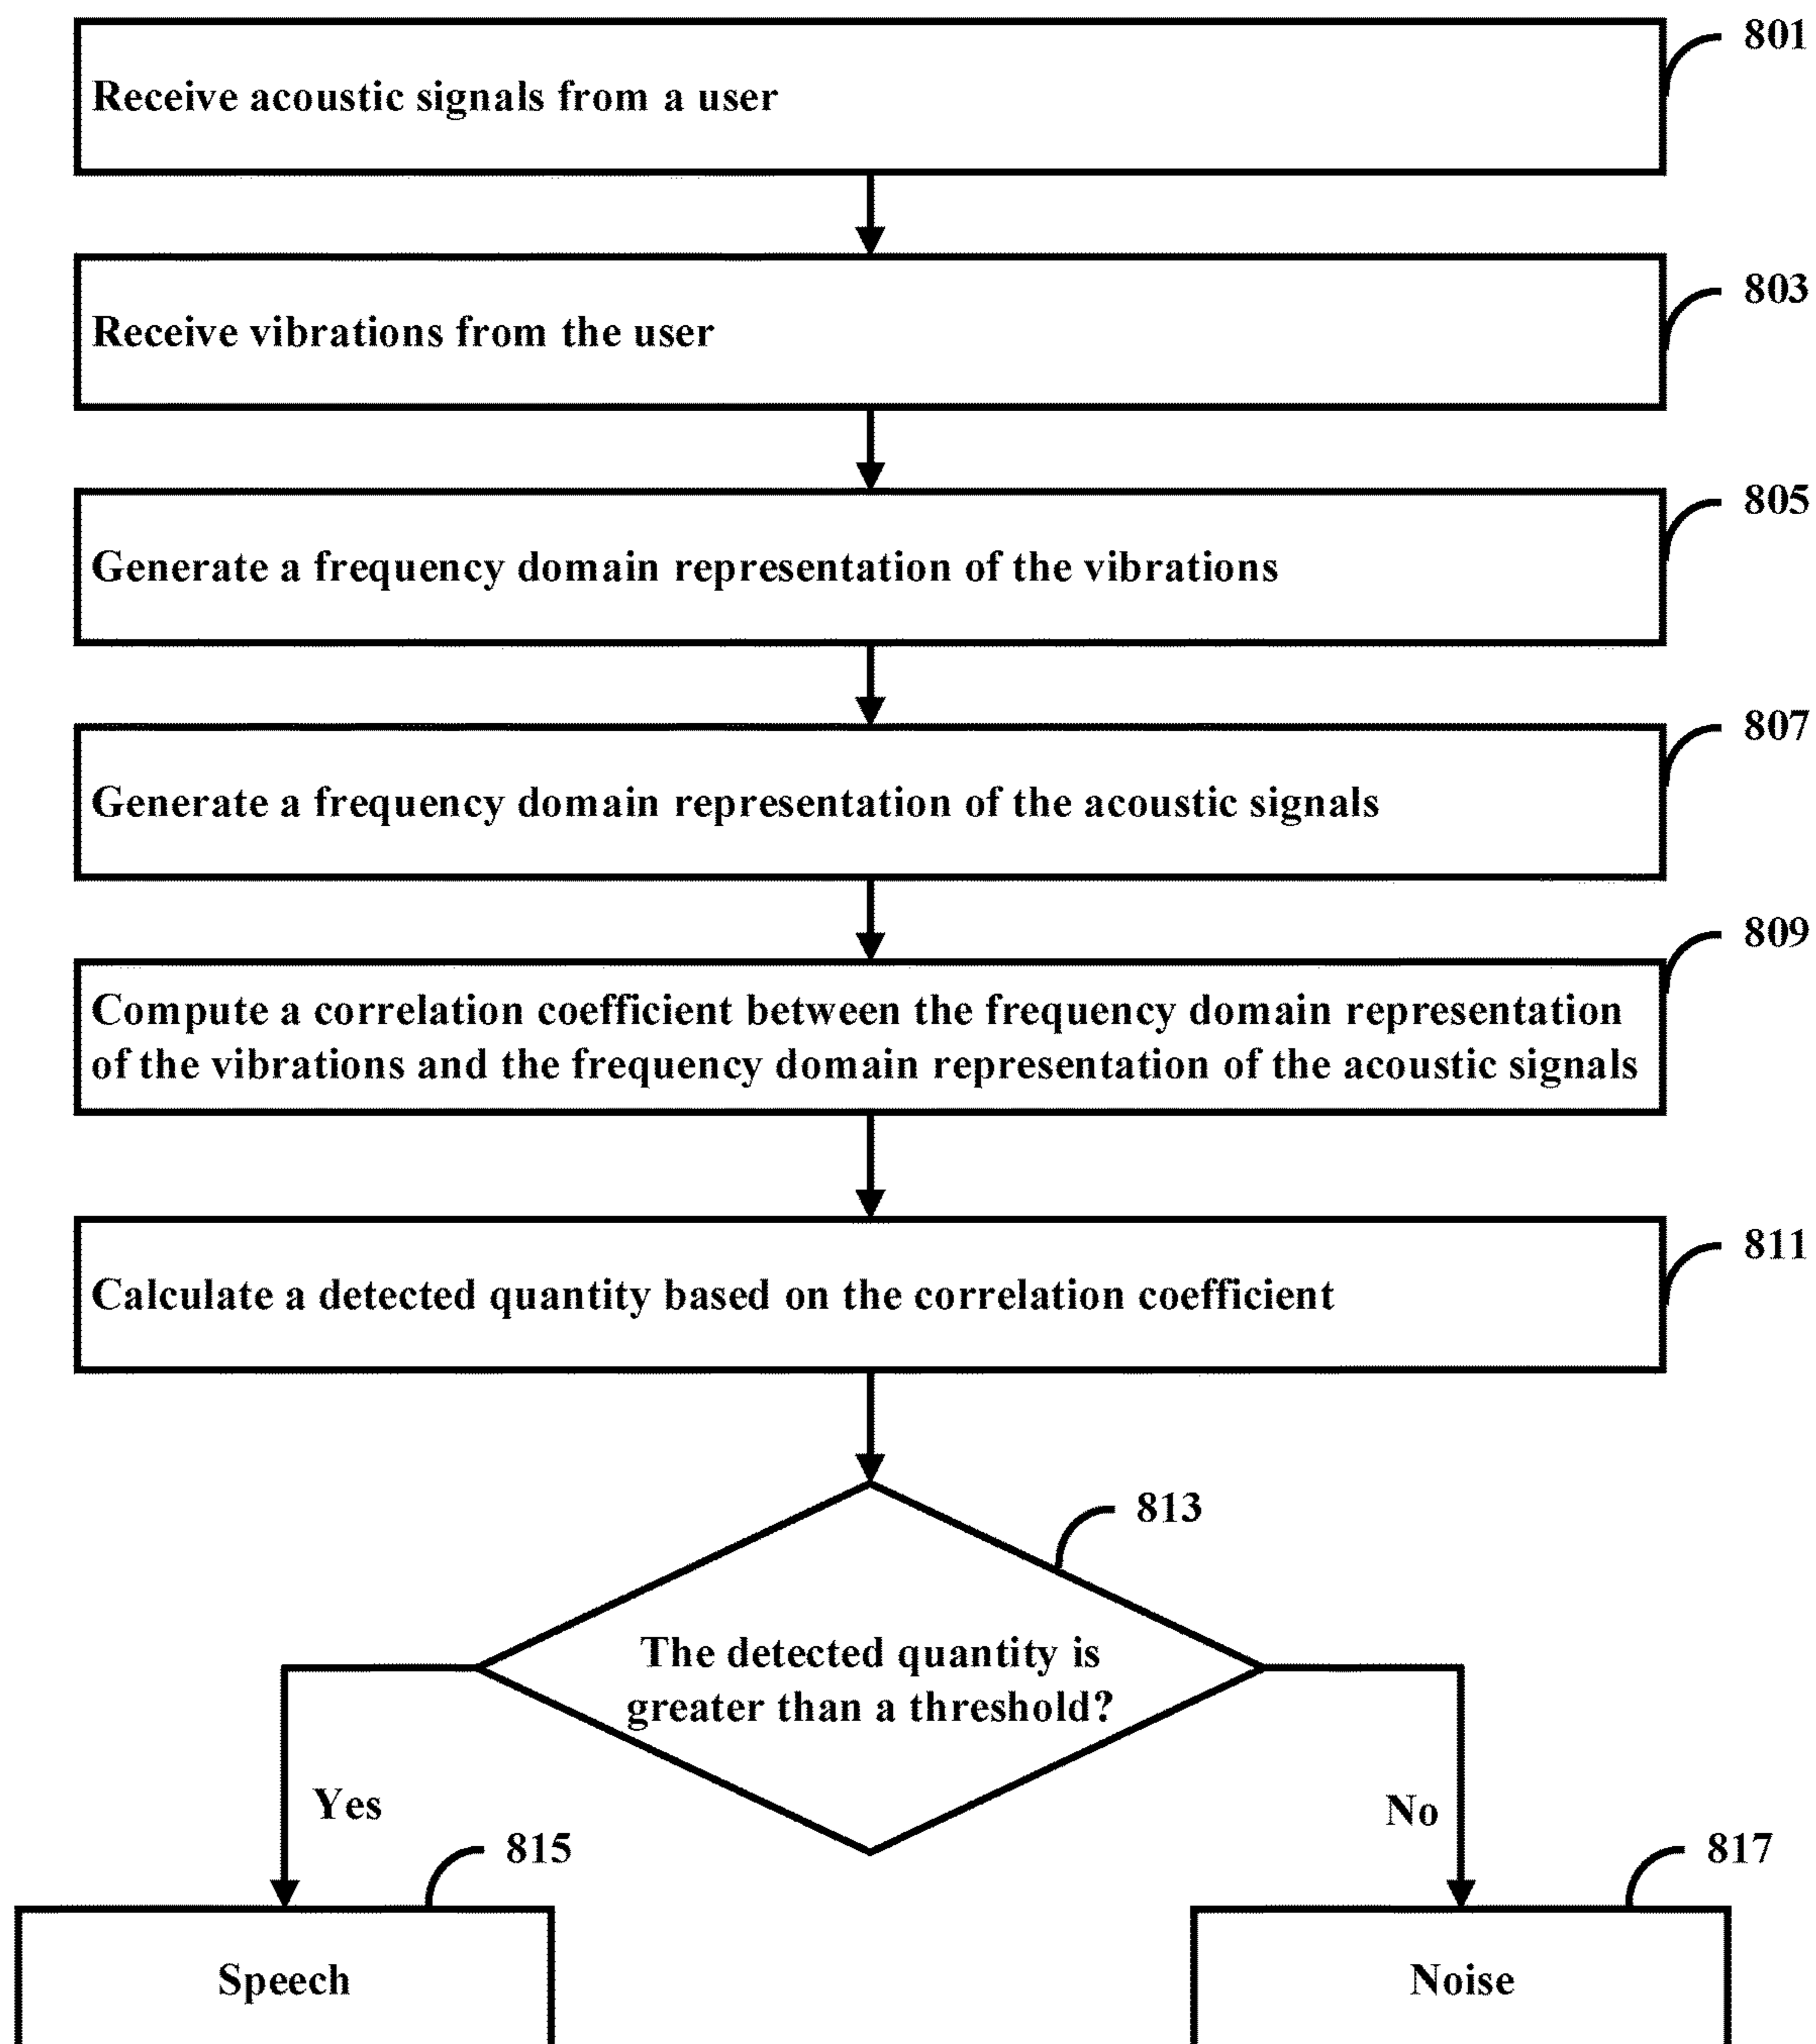 801
Receive acoustic signals from a user
803
Receive vibrations from the user
805
Generate a frequency domain representation of the vibrations
807
Generate a frequency domain representation of the acoustic signals
809
Compute a correlation coefficient between the frequency domain representation
of the vibrations and the frequency domain representation of the acoustic signals
811
Calculate a detected quantity based on the correlation coefficient
813
The detected quantity is
greater than a threshold?
Yes
No
815
817
Speech
Noise